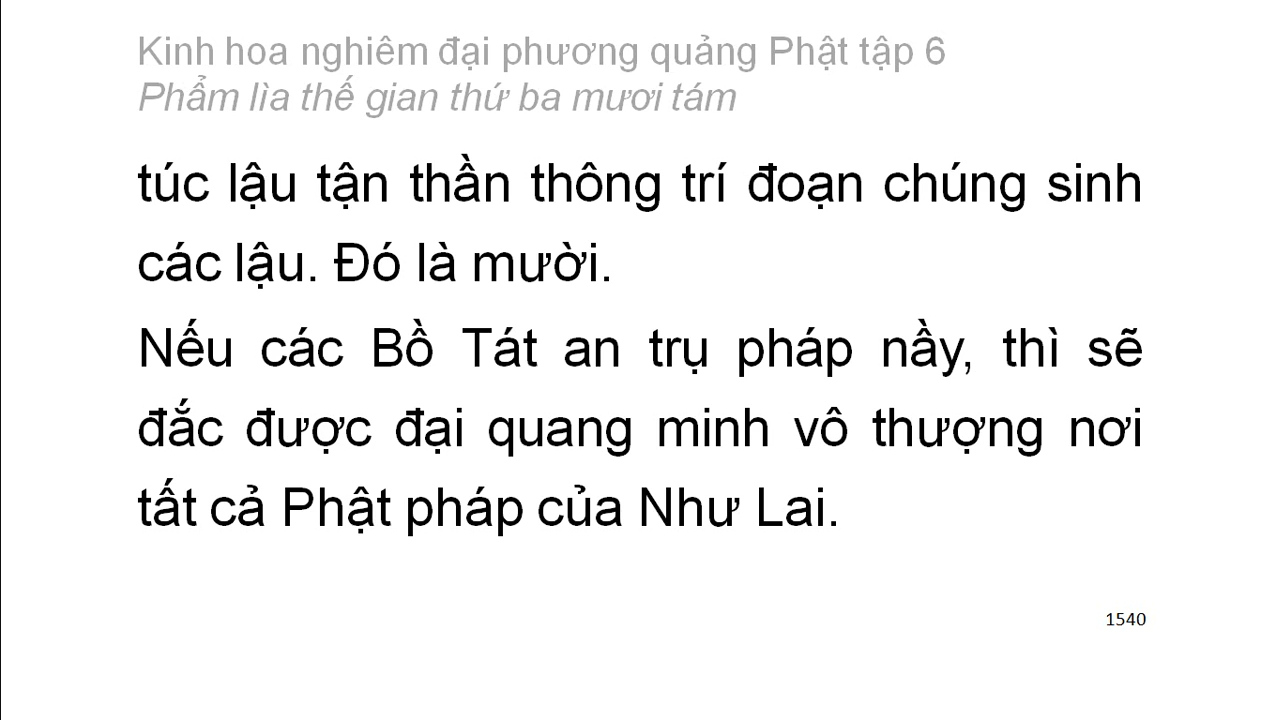 Kinh hoa nghiêm đại phương quảng Phật tập 6
Phẩm lìa thế gian thứ ba mươi tám
túc lậu tận thần thông trí đoạn chúng sinh
các lậu. Đó là mười.
Nếu các Bồ Tát an trụ pháp nầy, thì sẽ
đắc được đại quang minh vô thượng nơi
tất cả Phật pháp của Như Lai.
1540